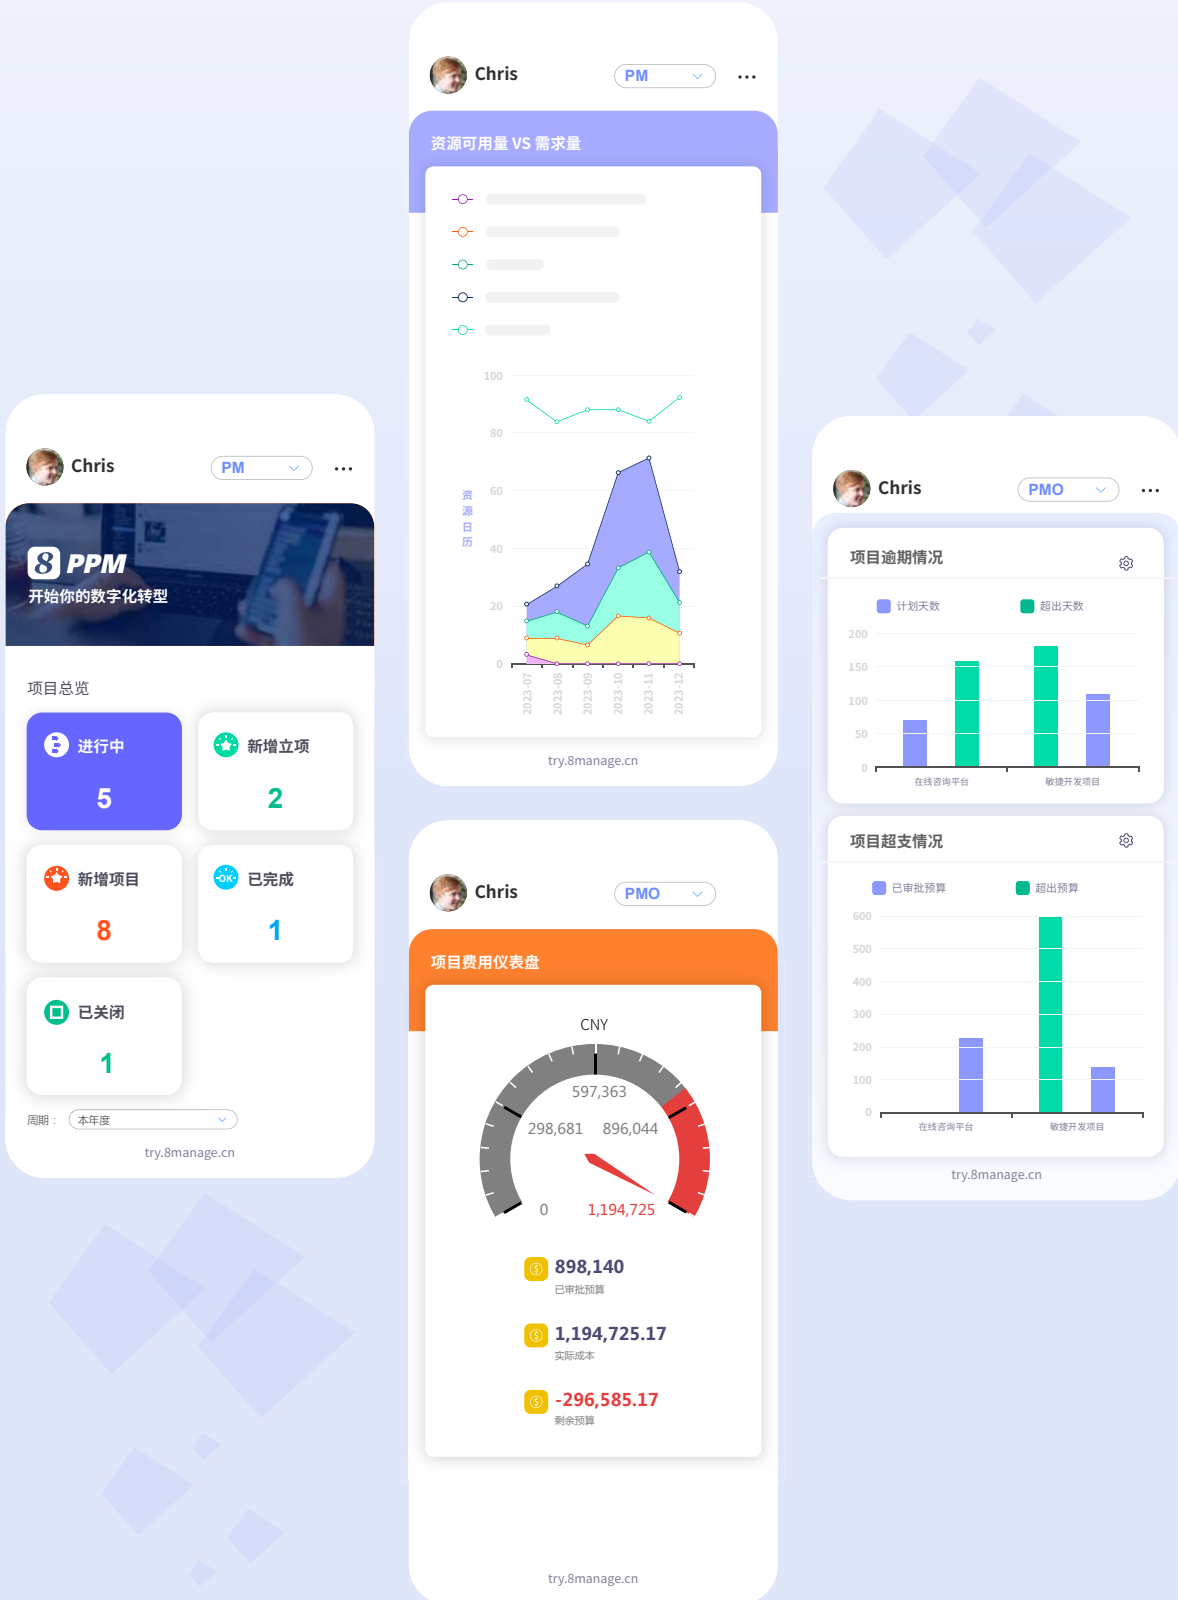 Chris
PM
资源可用量 VS 需求量
100
80
60
40
20
0
资源日历
2023-07
2023-08
2023-09
2023-10
2023-11
2023-12
try.8manage.cn
Chris
PM
8 PPM
开始你的数字化转型
项目总览
进行中
5
新增立项
2
新增项目
8
OK
已完成
1
已关闭
1
周期：
本年度
try.8manage.cn
Chris
PMO
项目费用仪表盘
CNY
597,363
298,681
896,044
0
1,194,725
898,140
已审批预算
1,194,725.17
实际成本
-296,585.17
剩余预算
try.8manage.cn
Chris
PMO
项目逾期情况
计划天数
超出天数
200
150
100
50
0
在线咨询平台
敏捷开发项目
项目超支情况
已审批预算
超出预算
600
500
400
300
200
100
0
在线咨询平台
敏捷开发项目
try.8manage.cn